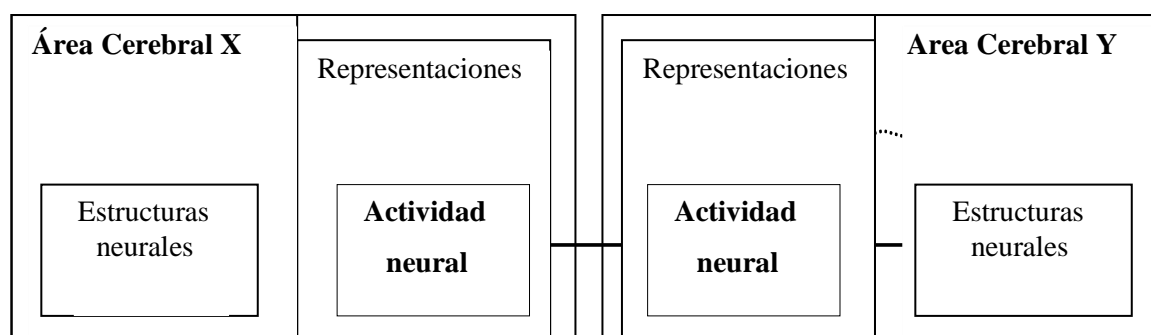 Área Cerebral X
Representaciones
Estructuras
neurales
Actividad
neural
Representaciones
Area Cerebral Y
Actividad
neural
Estructuras
neurales